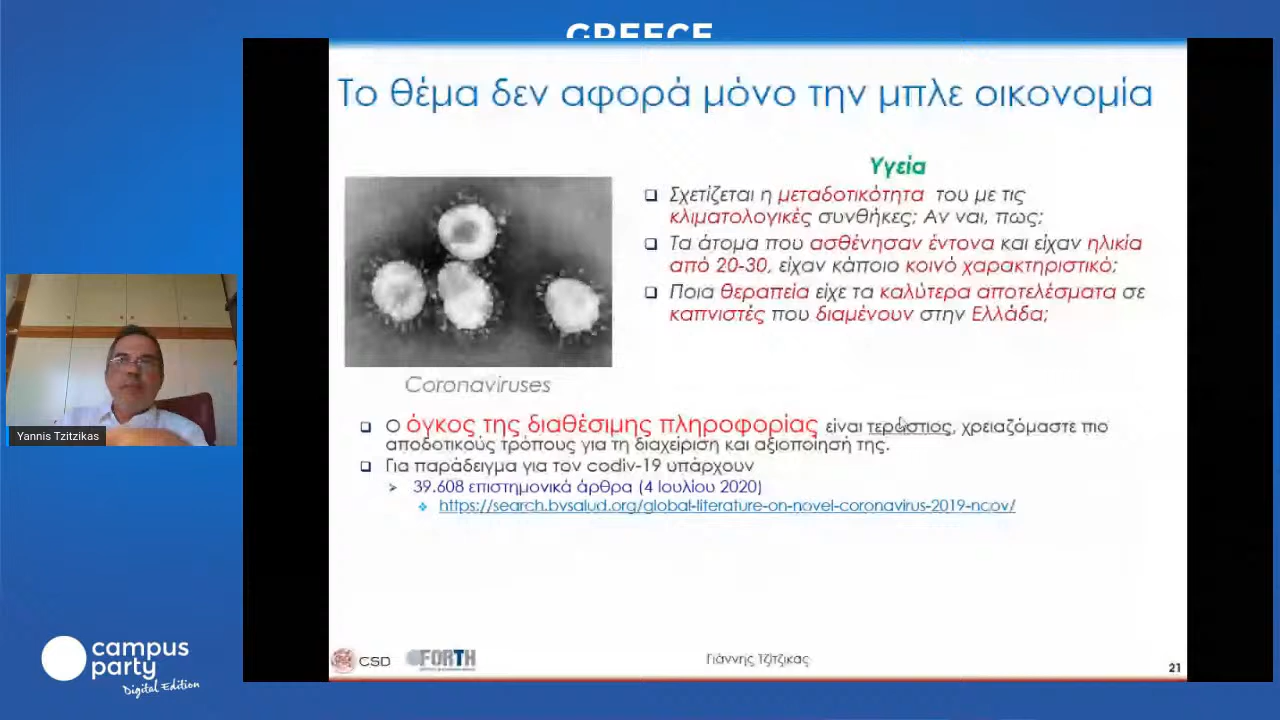 GREECE
Το θέμα δεν αφορά μόνο την μπλε οικονομία
Υγεία
❑ Σχετίζεται η μεταδοτικότητα του με τις
κλιματολογικές συνθήκες; Αν ναι, πως;
❑ Τα άτομα που ασθένησαν έντονα και είχαν ηλικία
από 20-30, είχαν κάποιο κοινό χαρακτηριστικό;
❑ Ποια θεραπεία είχε τα καλύτερα αποτελέσματα σε
καπνιστές που διαμένουν στην Ελλάδα;
Coronaviruses
❑ Ο όγκος της διαθέσιμης πληροφορίας είναι τεράστιος, χρειαζόμαστε πιο
αποδοτικούς τρόπους για τη διαχείριση και αξιοποίησή της.
❑ Για παράδειγμα για τον codiv-19 υπάρχουν
➢ 39.608 επιστημονικά άρθρα (4 Ιουλίου 2020)
❖ https://search.bvsalud.org/global-literature-on-novel-coronavirus-2019-ncov/
Yannis Tzitzikas
campus
party
Digital Edition
CSD
FORTH
Γιάννης Τζίτζικας
21